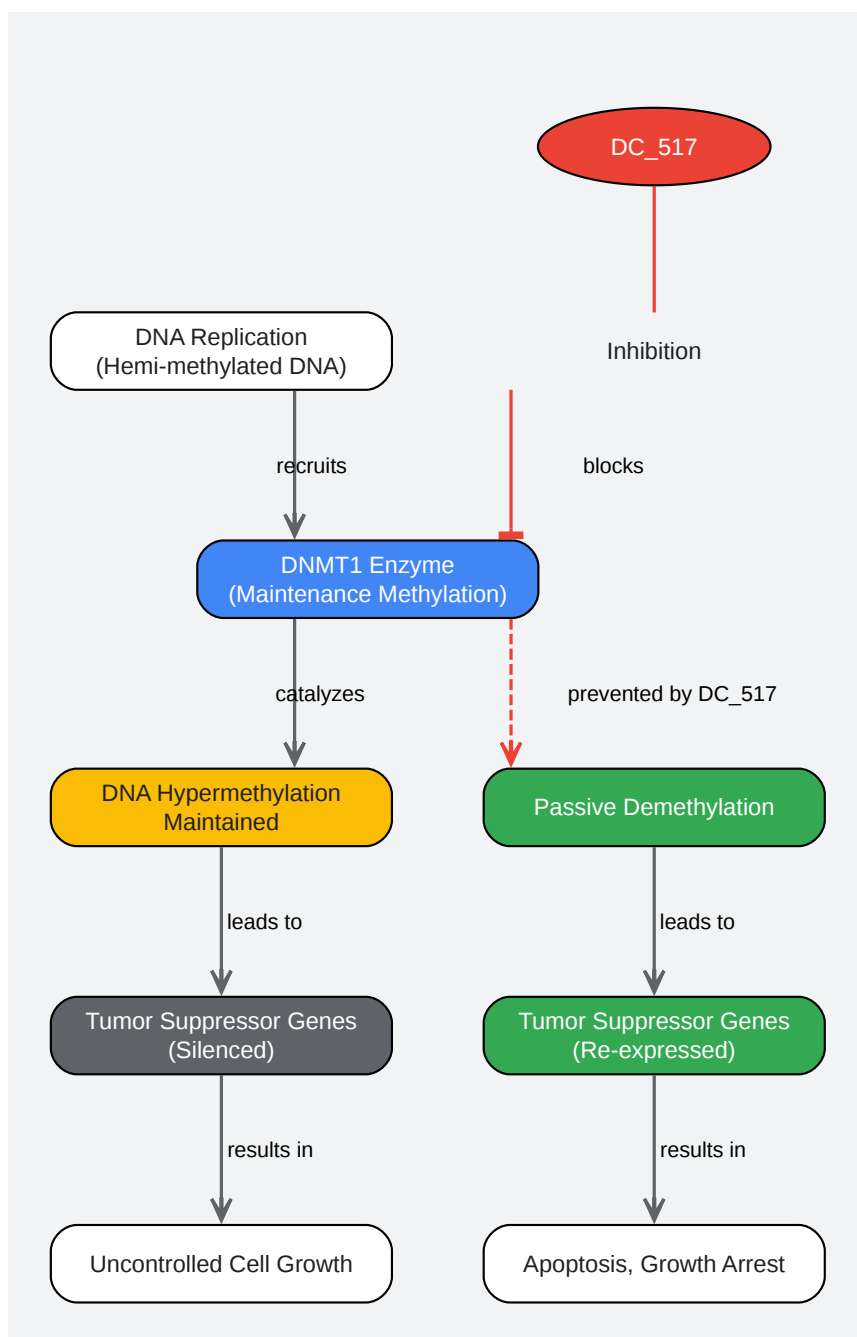 DC_517
DNA Replication
(Hemi-methylated DNA)
Inhibition
recruits
blocks
DNMT1 Enzyme
(Maintenance Methylation)
catalyzes
prevented by DC_517
DNA Hypermethylation
Maintained
Passive Demethylation
leads to
leads to
Tumor Suppressor Genes
(Silenced)
Tumor Suppressor Genes
(Re-expressed)
results in
results in
Uncontrolled Cell Growth
Apoptosis, Growth Arrest